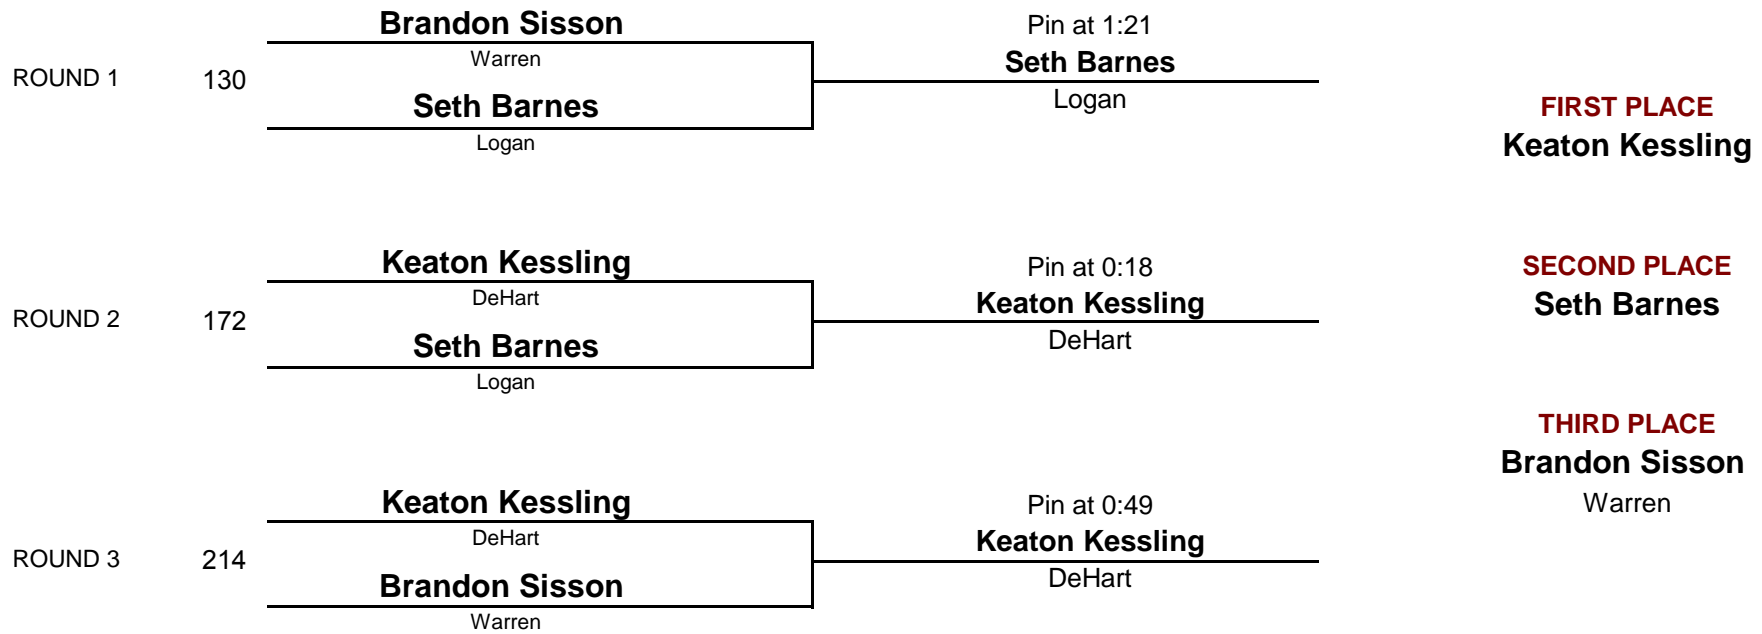 Brandon Sisson
Warren
ROUND 1
130
Seth Barnes
Logan
Pin at 1:21
Seth Barnes
Logan
Keaton Kessling
DeHart
ROUND 2
172
Seth Barnes
Logan
Pin at 0:18
Keaton Kessling
DeHart
Keaton Kessling
DeHart
ROUND 3
214
Brandon Sisson
Warren
Pin at 0:49
Keaton Kessling
DeHart
FIRST PLACE
Keaton Kessling
SECOND PLACE
Seth Barnes
THIRD PLACE
Brandon Sisson
Warren